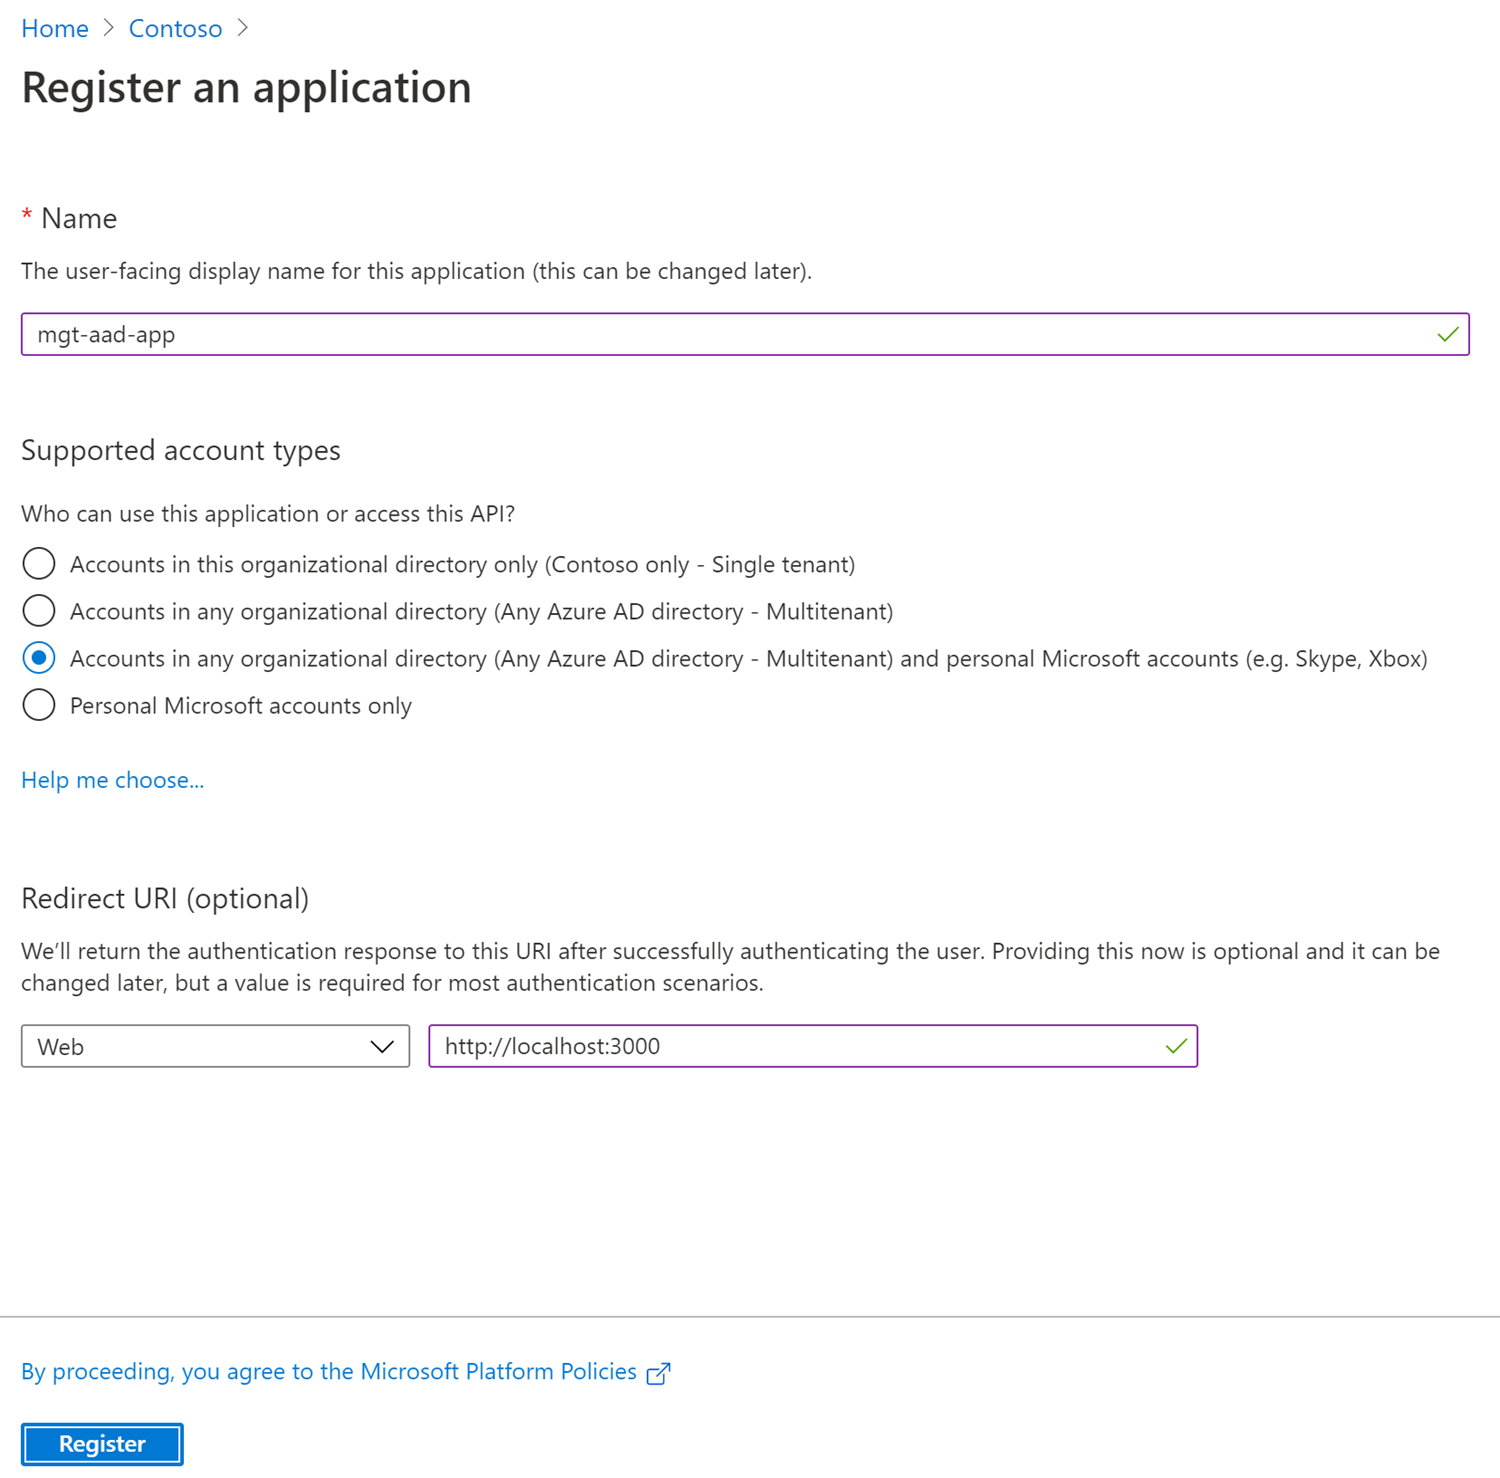 Home > Contoso >
Register an application
* Name
The user-facing display name for this application (this can be changed later).
mgt-aad-app
Supported account types
Who can use this application or access this API?
Accounts in this organizational directory only (Contoso only - Single tenant)
Accounts in any organizational directory (Any Azure AD directory - Multitenant)
Accounts in any organizational directory (Any Azure AD directory - Multitenant) and personal Microsoft accounts (e.g. Skype, Xbox)
Personal Microsoft accounts only
Help me choose...
Redirect URI (optional)
We’ll return the authentication response to this URI after successfully authenticating the user. Providing this now is optional and it can be
changed later, but a value is required for most authentication scenarios.
Web
http://localhost:3000
By proceeding, you agree to the Microsoft Platform Policies
Register